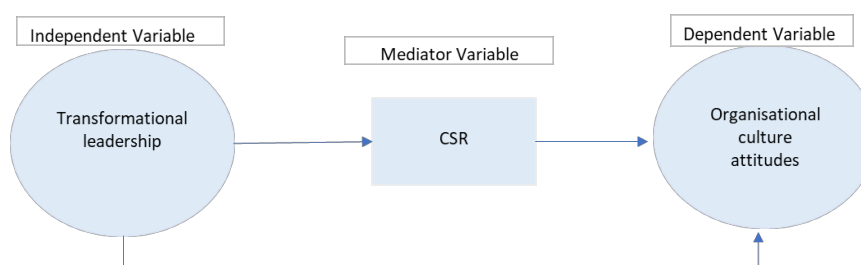 Independent Variable
Mediator Variable
Dependent Variable
Transformational
leadership
CSR
Organisational
culture
attitudes